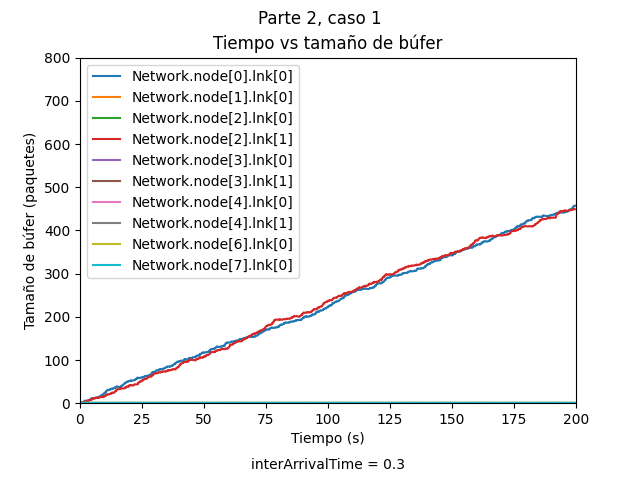 Parte 2, caso 1
Tiempo vs tamaño de búfer
Tamaño de búfer (paquetes)
800
700
600
500
400
300
200
100
0
Network.node[0].lnk[0]
Network.node[1].lnk[0]
Network.node[2].lnk[0]
Network.node[2].lnk[1]
Network.node[3].lnk[0]
Network.node[3].lnk[1]
Network.node[4].lnk[0]
Network.node[4].lnk[1]
Network.node[6].lnk[0]
Network.node[7].lnk[0]
0 25 50 75 100 125 150 175 200
Tiempo (s)
interArrivalTime = 0.3